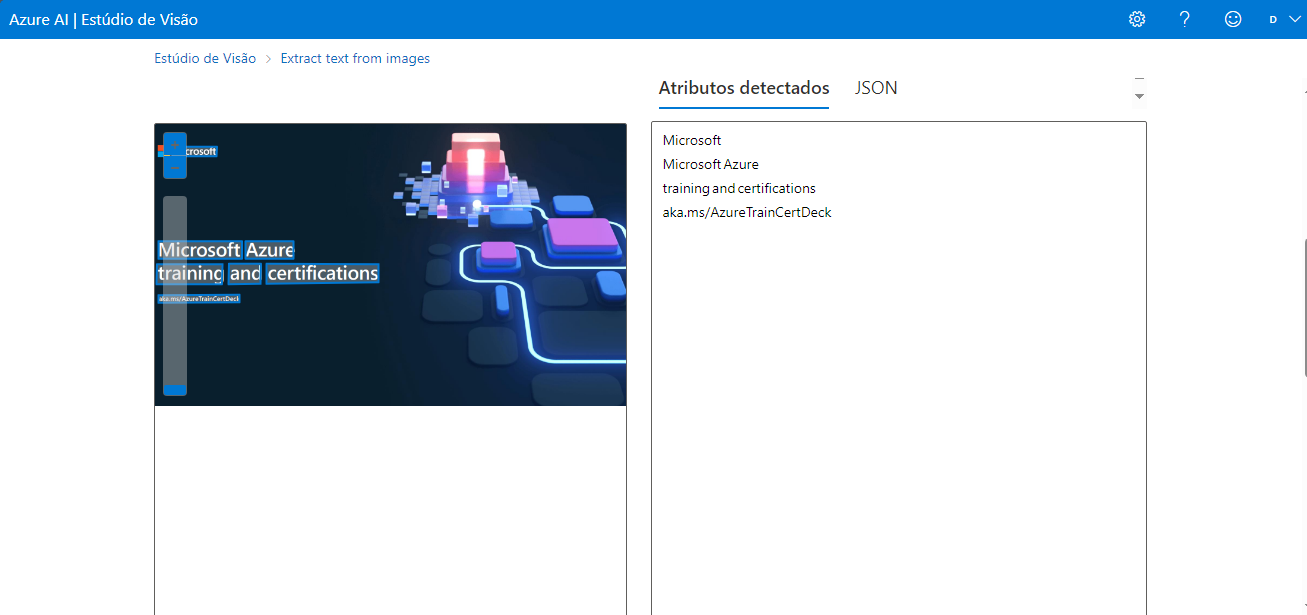 Azure AI | Estúdio de Visão
D
Estúdio de Visão > Extract text from images
Atributos detectados
JSON
crosoft
Microsoft Azure
training and certifications
aka.ms/AzureTrainCertDeck
Microsoft
Microsoft Azure
training and certifications
aka.ms/AzureTrainCertDeck